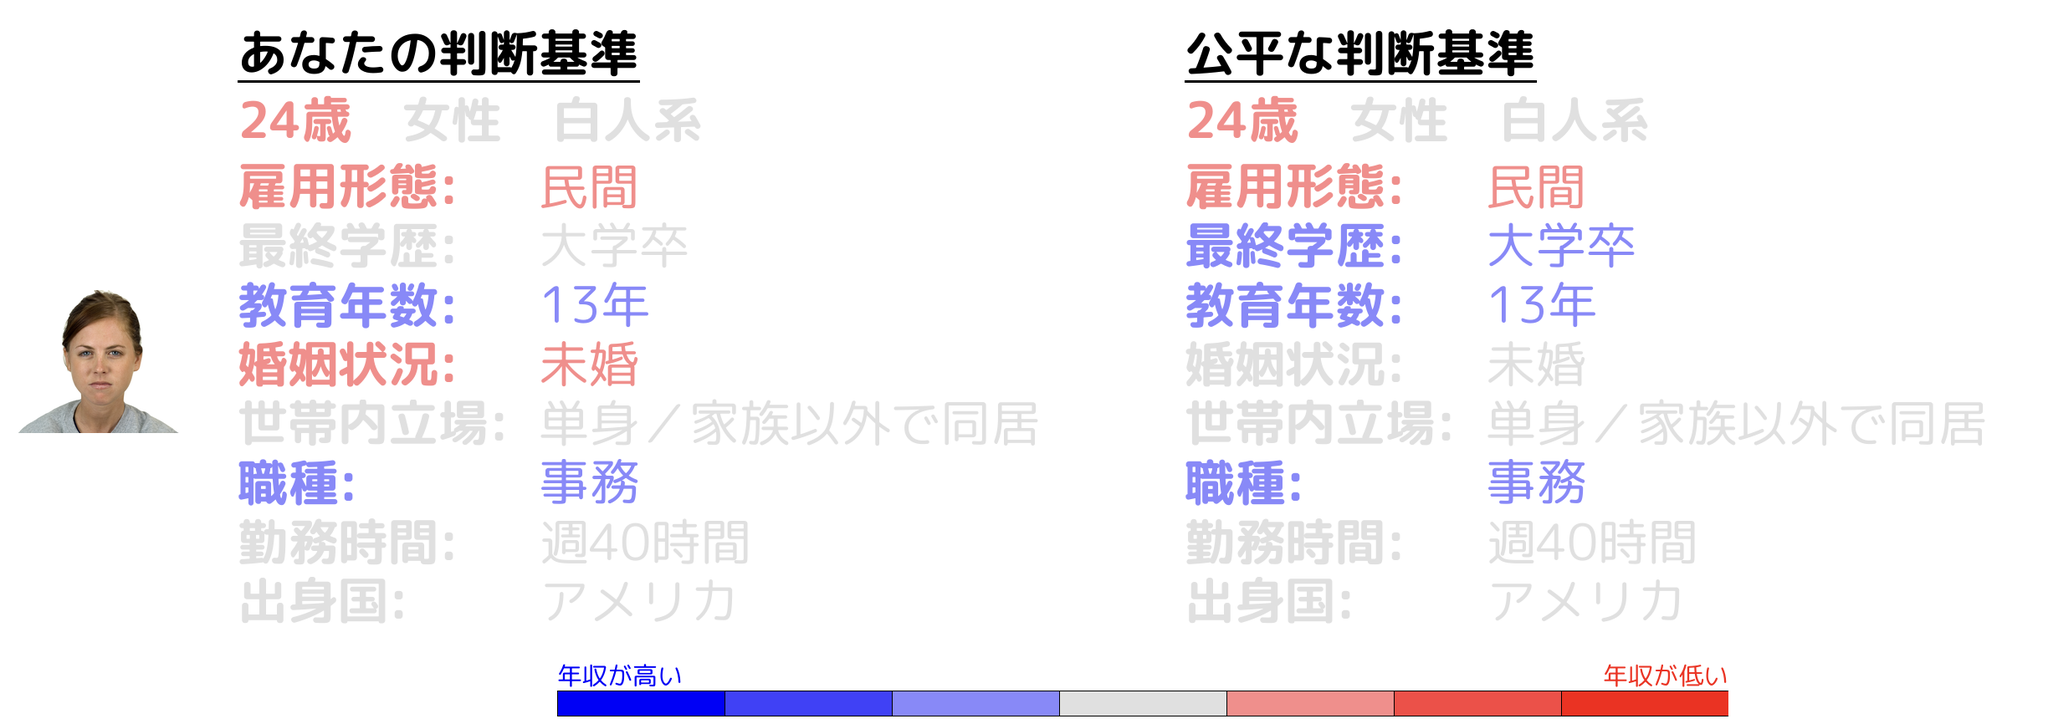 あなたの判断基準
24歳 女性 白人系
雇用形態: 民間
最終学歴: 大学卒
教育年数: 13年
婚姻状況: 未婚
世帯内立場: 単身／家族以外で同居
職種: 事務
勤務時間: 週40時間
出身国: アメリカ
公平な判断基準
24歳 女性 白人系
雇用形態: 民間
最終学歴: 大学卒
教育年数: 13年
婚姻状況: 未婚
世帯内立場: 単身／家族以外で同居
職種: 事務
勤務時間: 週40時間
出身国: アメリカ
年収が高い
年収が低い